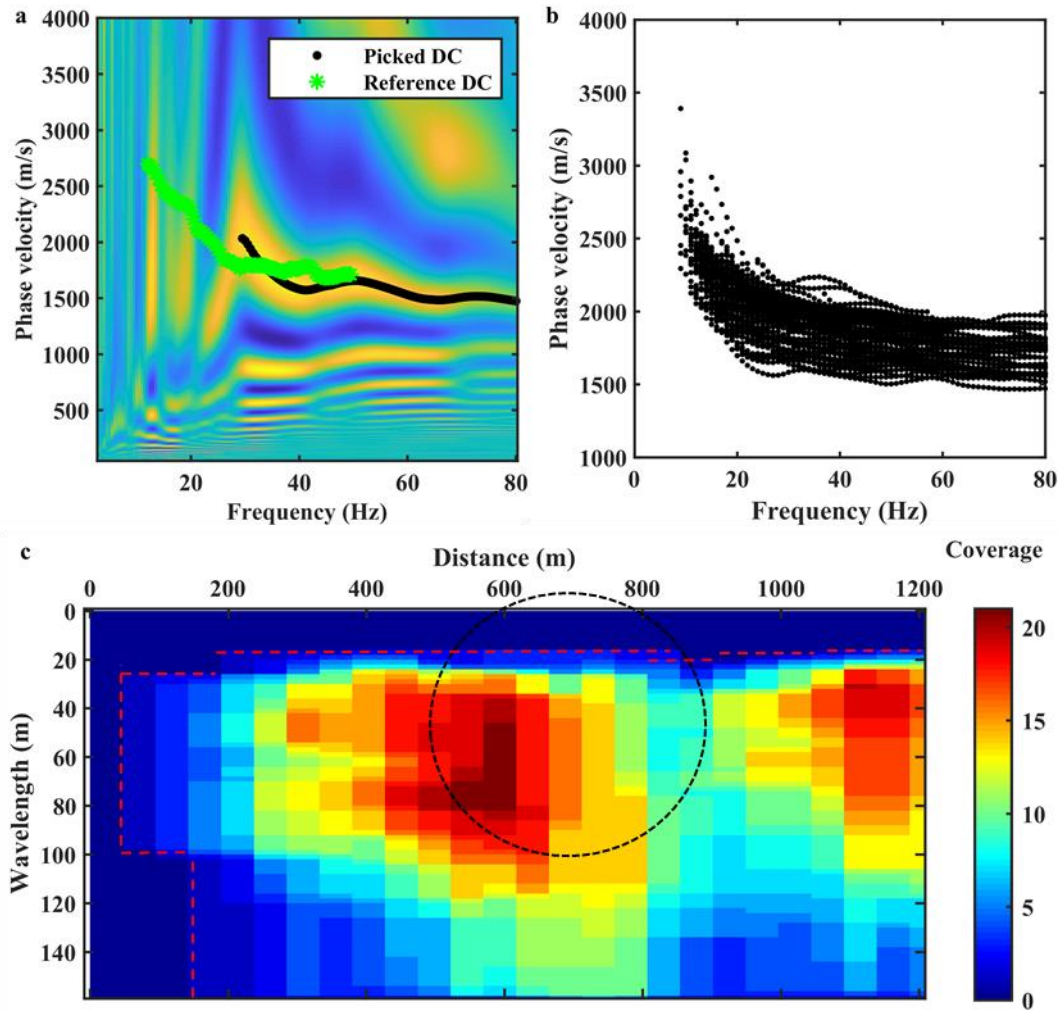 a
4000
3500
3000
2500
2000
1500
1000
500
Phase velocity (m/s)
Picked DC
Reference DC
20 40 60 80
Frequency (Hz)
b
4000
3500
3000
2500
2000
1500
1000
Phase velocity (m/s)
0 20 40 60 80
Frequency (Hz)
c
Distance (m)
Coverage
0 200 400 600 800 1000 1200
0
20
40
60
80
100
120
140
Wavelength (m)
20
15
10
5
0